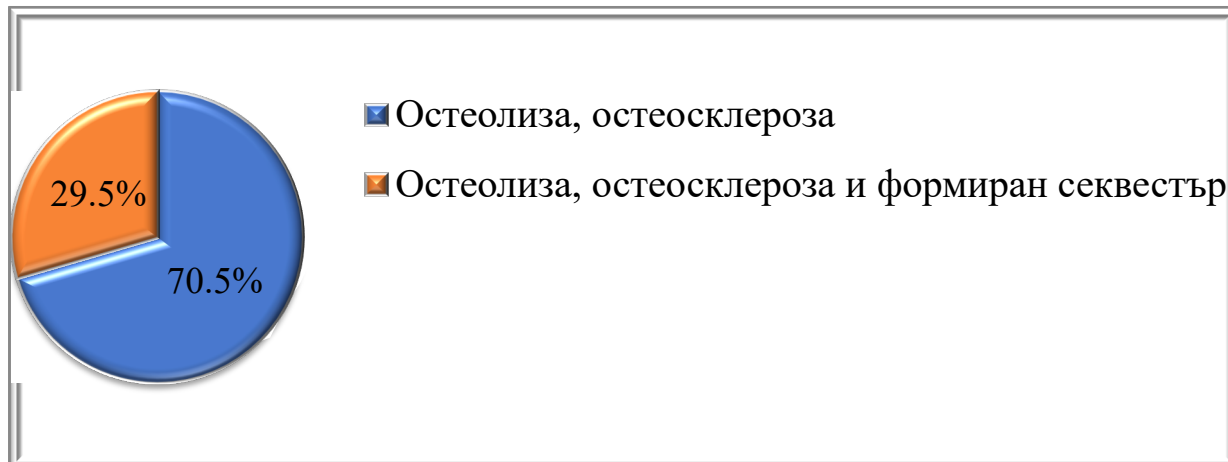 Остеолиза, остеосклероза
Остеолиза, остеосклероза и формиран секвестър
29.5%
70.5%